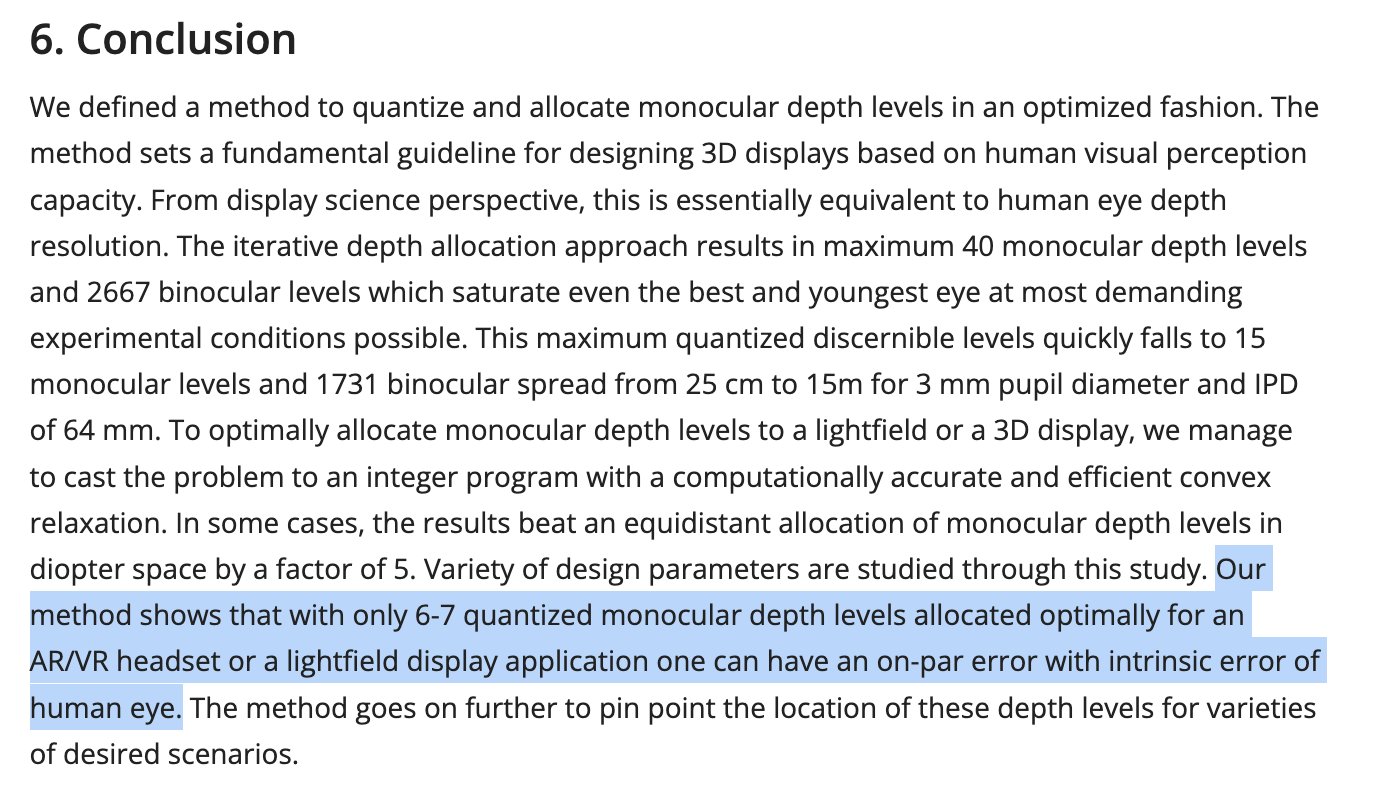 6. Conclusion
We defined a method to quantize and allocate monocular depth levels in an optimized fashion. The
method sets a fundamental guideline for designing 3D displays based on human visual perception
capacity. From display science perspective, this is essentially equivalent to human eye depth
resolution. The iterative depth allocation approach results in maximum 40 monocular depth levels
and 2667 binocular levels which saturate even the best and youngest eye at most demanding
experimental conditions possible. This maximum quantized discernible levels quickly falls to 15
monocular levels and 1731 binocular spread from 25 cm to 15m for 3 mm pupil diameter and IPD
of 64 mm. To optimally allocate monocular depth levels to a lightfield or a 3D display, we manage
to cast the problem to an integer program with a computationally accurate and efficient convex
relaxation. In some cases, the results beat an equidistant allocation of monocular depth levels in
diopter space by a factor of 5. Variety of design parameters are studied through this study. Our
method shows that with only 6-7 quantized monocular depth levels allocated optimally for an
AR/VR headset or a lightfield display application one can have an on-par error with intrinsic error of
human eye. The method goes on further to pin point the location of these depth levels for varieties
of desired scenarios.